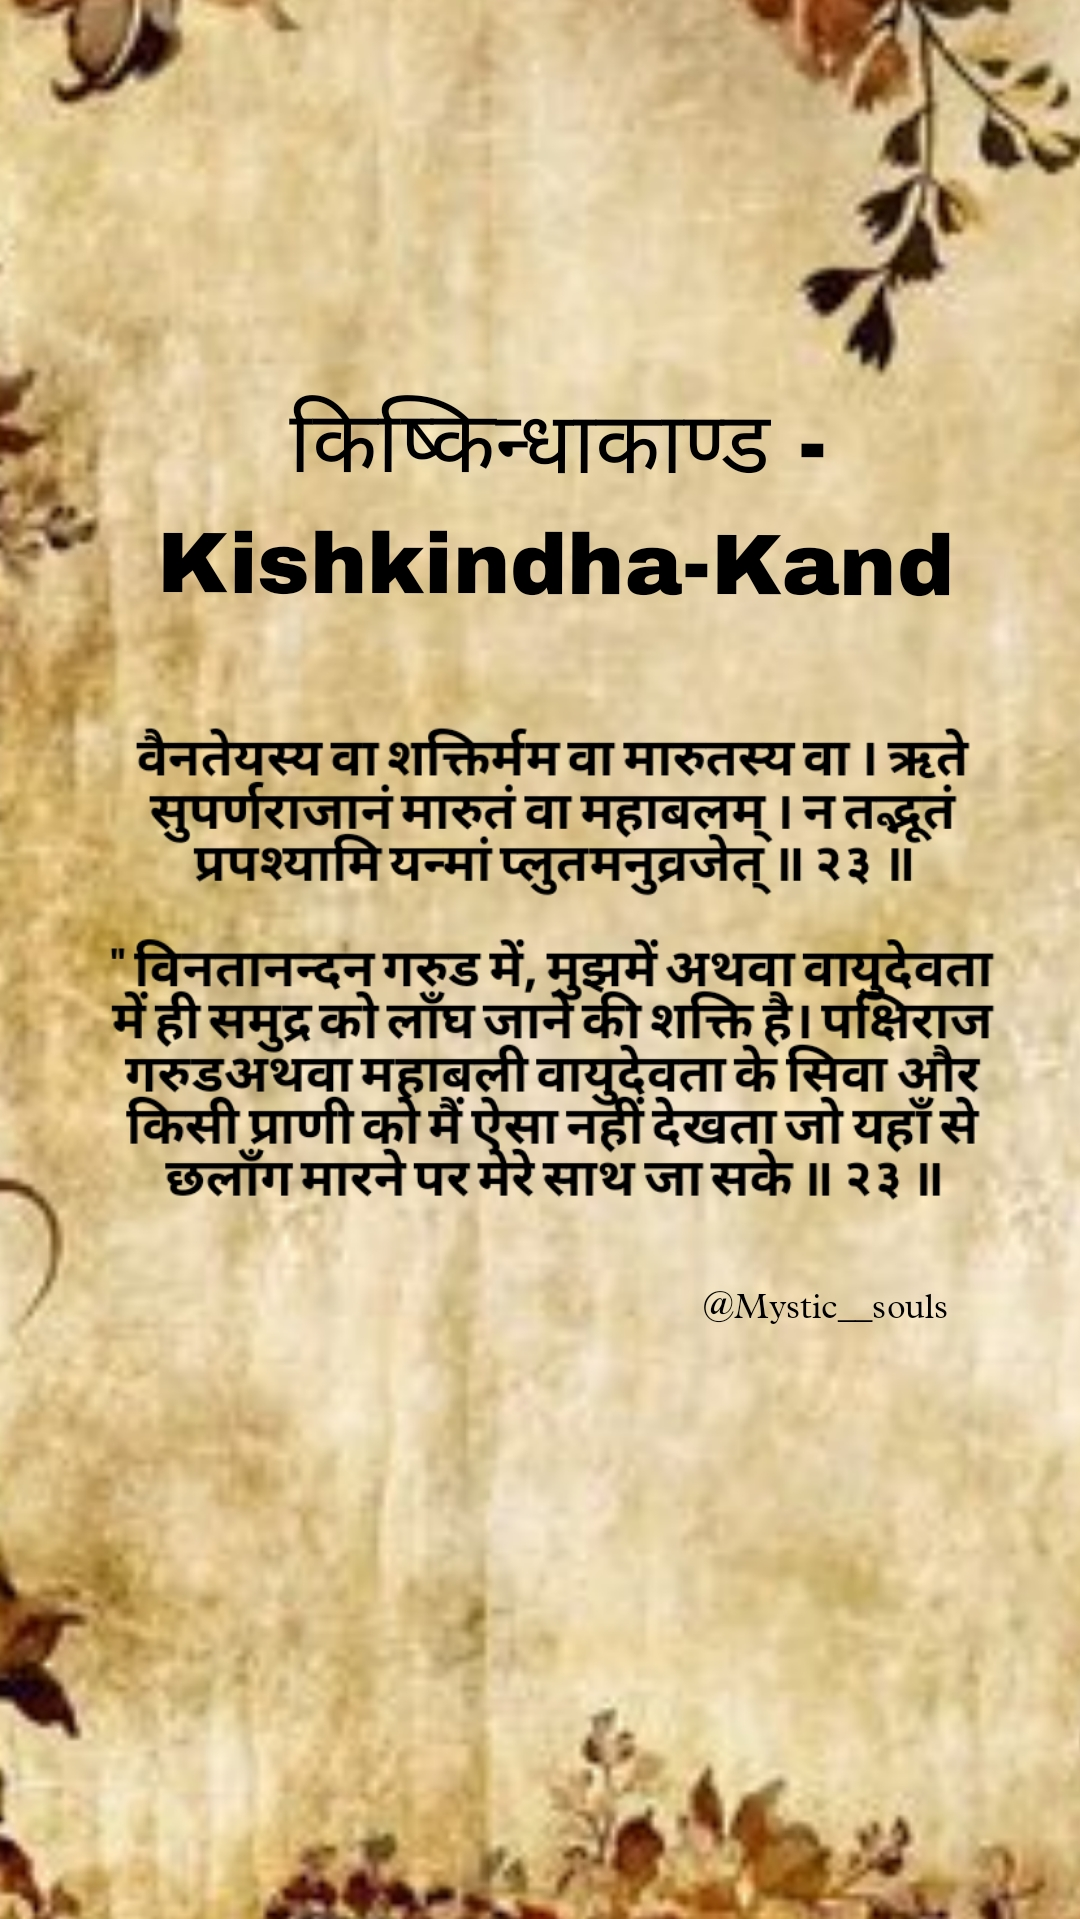 किष्किन्धाकाण्ड -
Kishkindha-Kand
वैनतेयस्य वा शक्तिर्मम वा मारुतस्य वा । ऋते
सुपर्णराजानं मारुतं वा महाबलम् । न तद्भूतं
प्रपश्यामि यन्मां प्लुतमनुव्रजेत् ॥ २३ ॥
" विनतानन्दन गरुड में, मुझमें अथवा वायुदेवता
में ही समुद्र को लाँघ जाने की शक्ति है। पक्षिराज
गरुडअथवा महाबली वायुदेवता के सिवा और
किसी प्राणी को मैं ऐसा नहीं देखता जो यहाँ से
छलाँग मारने पर मेरे साथ जा सके ॥ २३ ॥
@Mystic__souls